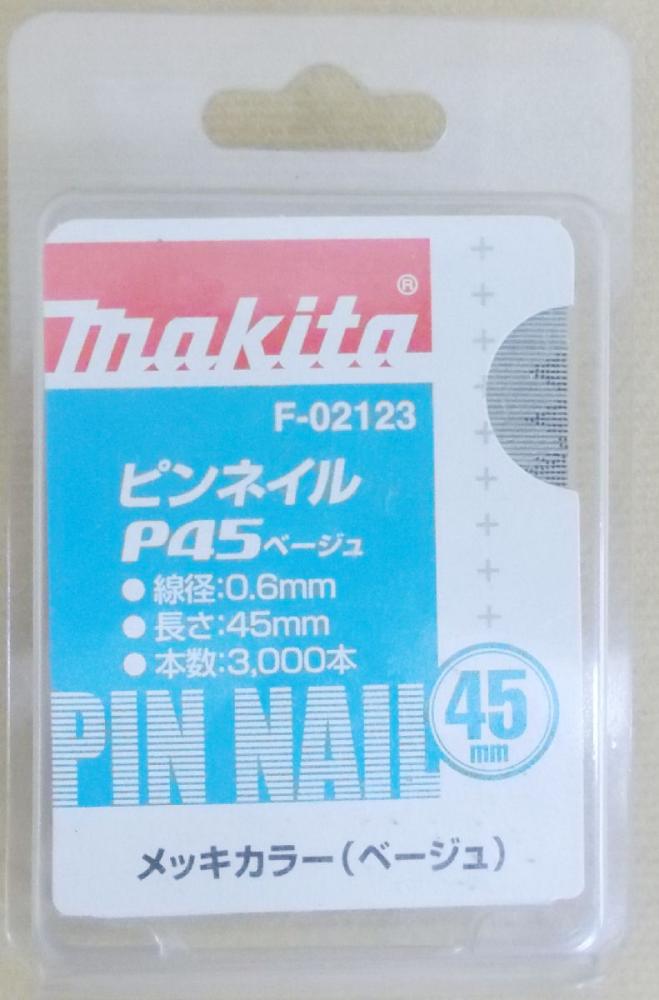 makita®
F-02123
ピンネイル
P45ベージュ
● 線径:0.6mm
● 長さ:45mm
● 本数:3,000本
PIN NAIL
45
mm
メッキカラー(ベージュ)